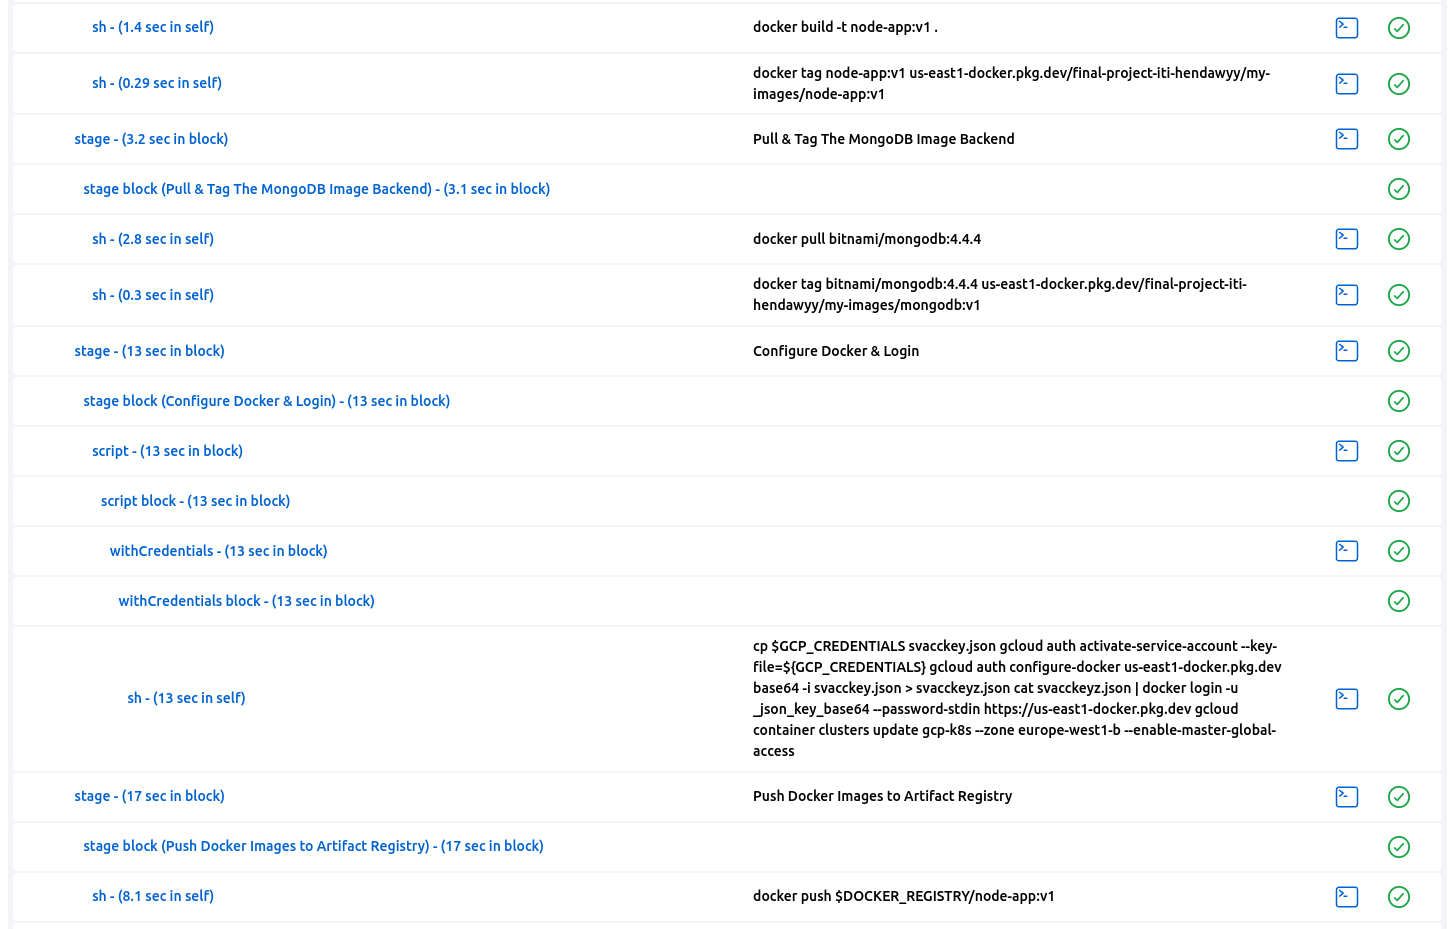 sh - (1.4 sec in self) docker build -t node-app:v1 .
sh - (0.29 sec in self) docker tag node-app:v1 us-east1-docker.pkg.dev/final-project-iti-hendawyy/my-
images/node-app:v1
stage - (3.2 sec in block) Pull & Tag The MongoDB Image Backend
stage block (Pull & Tag The MongoDB Image Backend) - (3.1 sec in block)
sh - (2.8 sec in self) docker pull bitnami/mongodb:4.4.4
sh - (0.3 sec in self) docker tag bitnami/mongodb:4.4.4 us-east1-docker.pkg.dev/final-project-iti-
hendawyy/my-images/mongodb:v1
stage - (13 sec in block) Configure Docker & Login
stage block (Configure Docker & Login) - (13 sec in block)
script - (13 sec in block)
script block - (13 sec in block)
withCredentials - (13 sec in block)
withCredentials block - (13 sec in block)
sh - (13 sec in self)
cp $GCP_CREDENTIALS svacckey.json gcloud auth activate-service-account --key-
file=${GCP_CREDENTIALS} gcloud auth configure-docker us-east1-docker.pkg.dev
base64 -i svacckey.json > svacckeyz.json cat svacckeyz.json | docker login -u
_json_key_base64 --password-stdin https://us-east1-docker.pkg.dev gcloud
container clusters update gcp-k8s --zone europe-west1-b --enable-master-global-
access
stage - (17 sec in block) Push Docker Images to Artifact Registry
stage block (Push Docker Images to Artifact Registry) - (17 sec in block)
sh - (8.1 sec in self) docker push $DOCKER_REGISTRY/node-app:v1